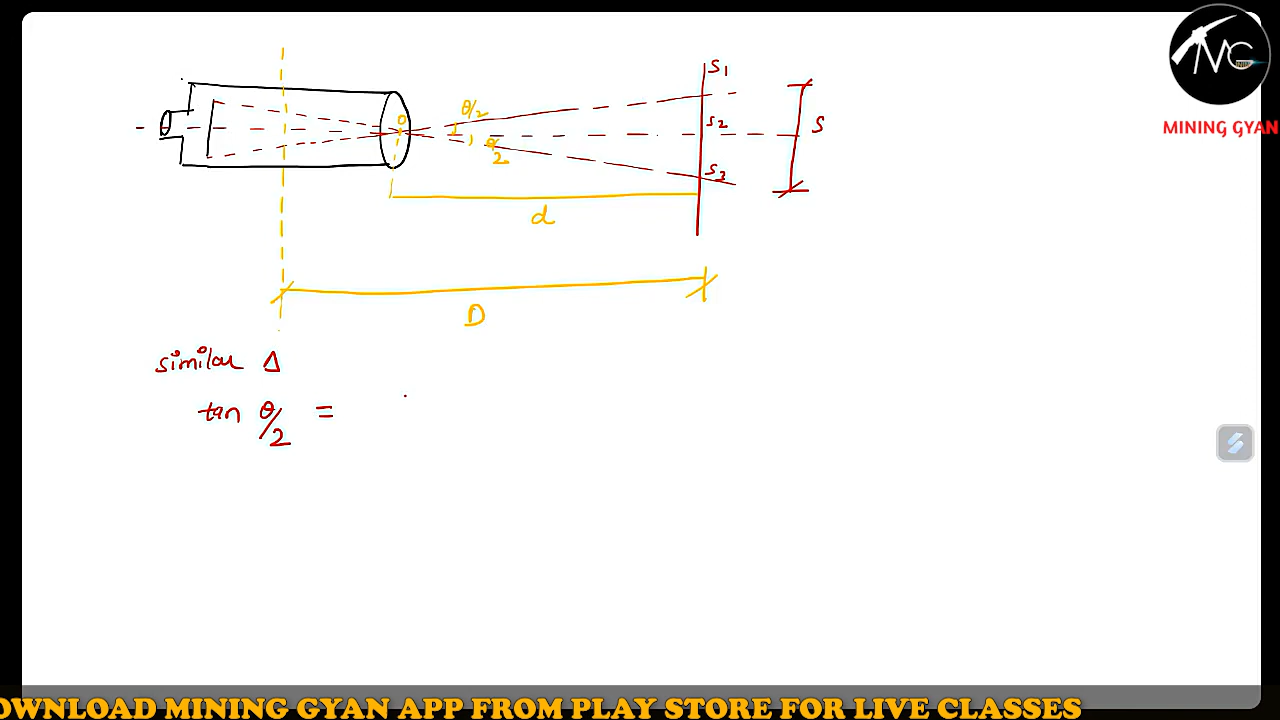 MG
MINING GYAN
S1
θ/2
O
S2
S
θ/2
S3
d
D
similar Δ
tan θ/2 =
OWNLOAD MINING GYAN APP FROM PLAY STORE FOR LIVE CLASSES